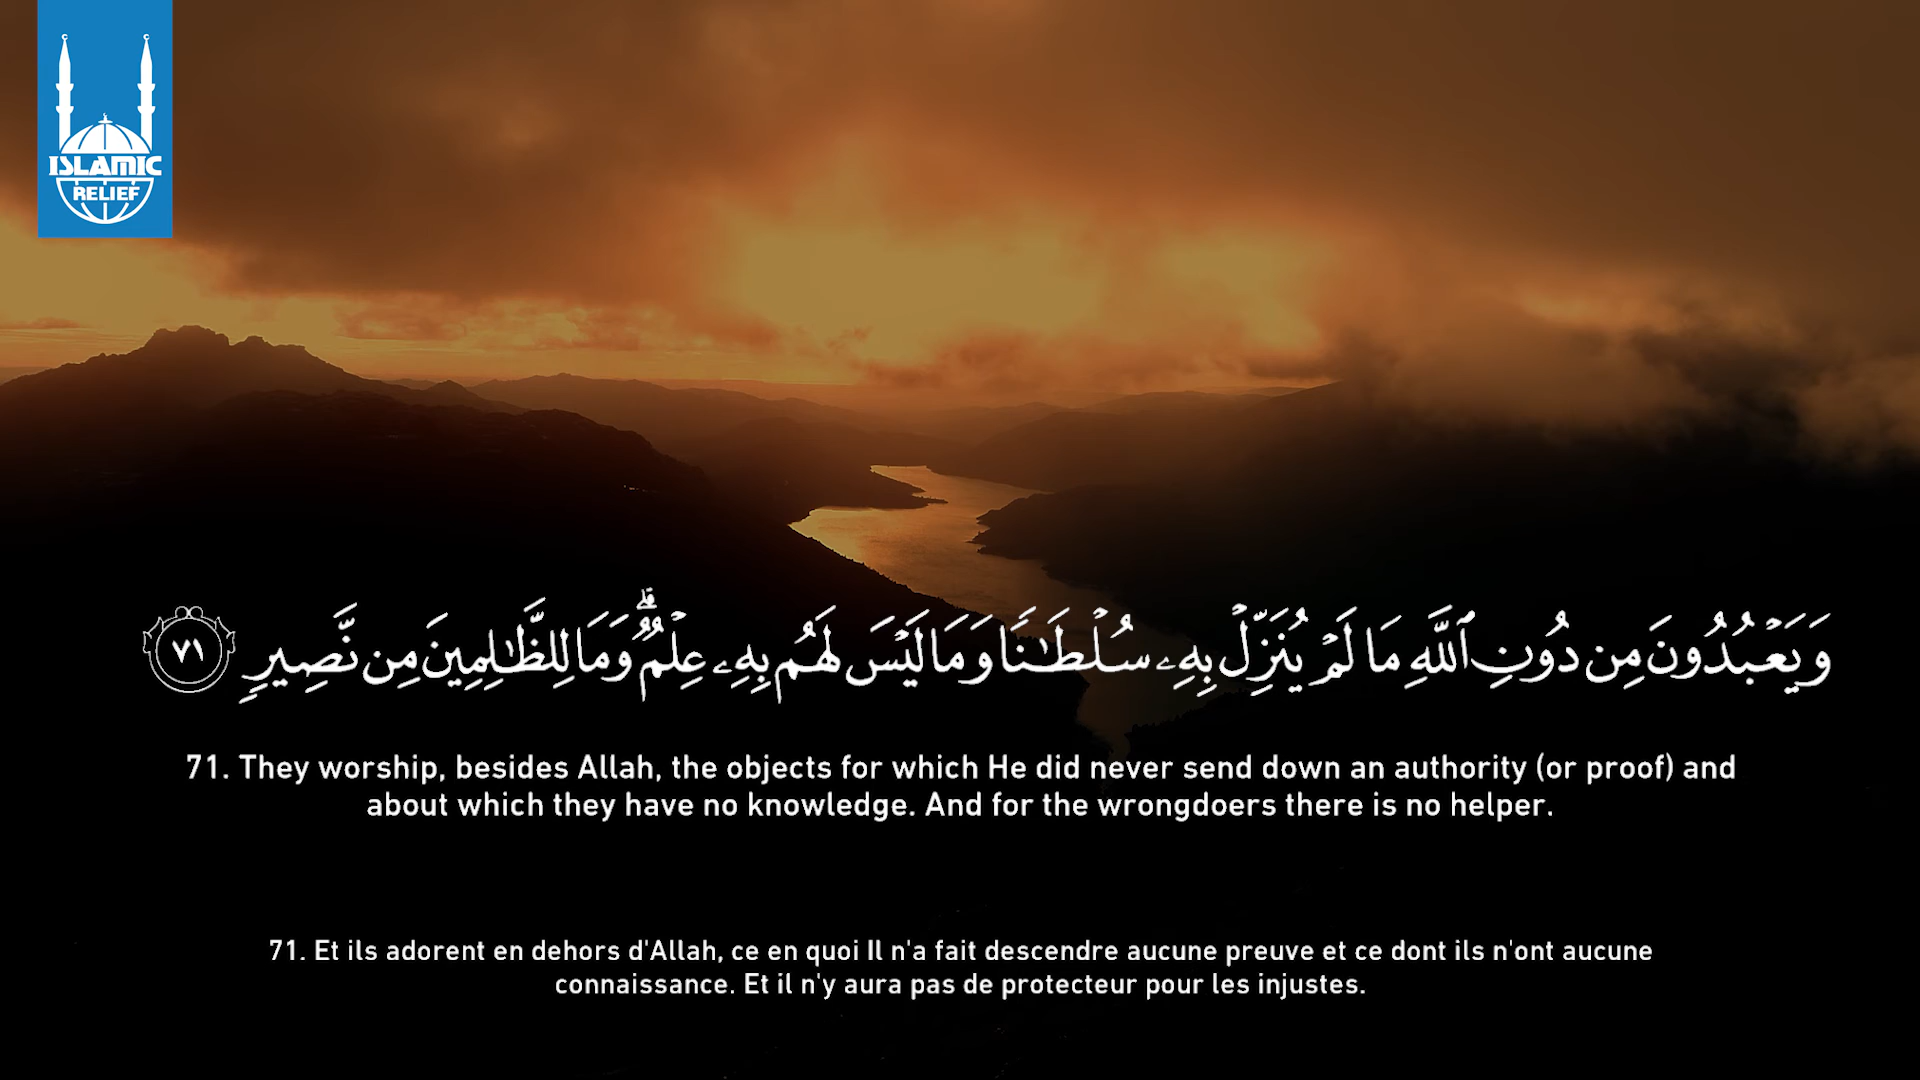 ISLAMIC
RELIEF
وَيَعْبُدُونَ مِن دُونِ ٱللَّهِ مَا لَمْ يُنَزِّلْ بِهِۦ سُلْطَـٰنًا وَمَا لَيْسَ لَهُم بِهِۦ عِلْمٌ ۗ وَمَا لِلظَّـٰلِمِينَ مِن نَّصِيرٍ ٧١
71. They worship, besides Allah, the objects for which He did never send down an authority (or proof) and
about which they have no knowledge. And for the wrongdoers there is no helper.
71. Et ils adorent en dehors d'Allah, ce en quoi Il n'a fait descendre aucune preuve et ce dont ils n'ont aucune
connaissance. Et il n'y aura pas de protecteur pour les injustes.